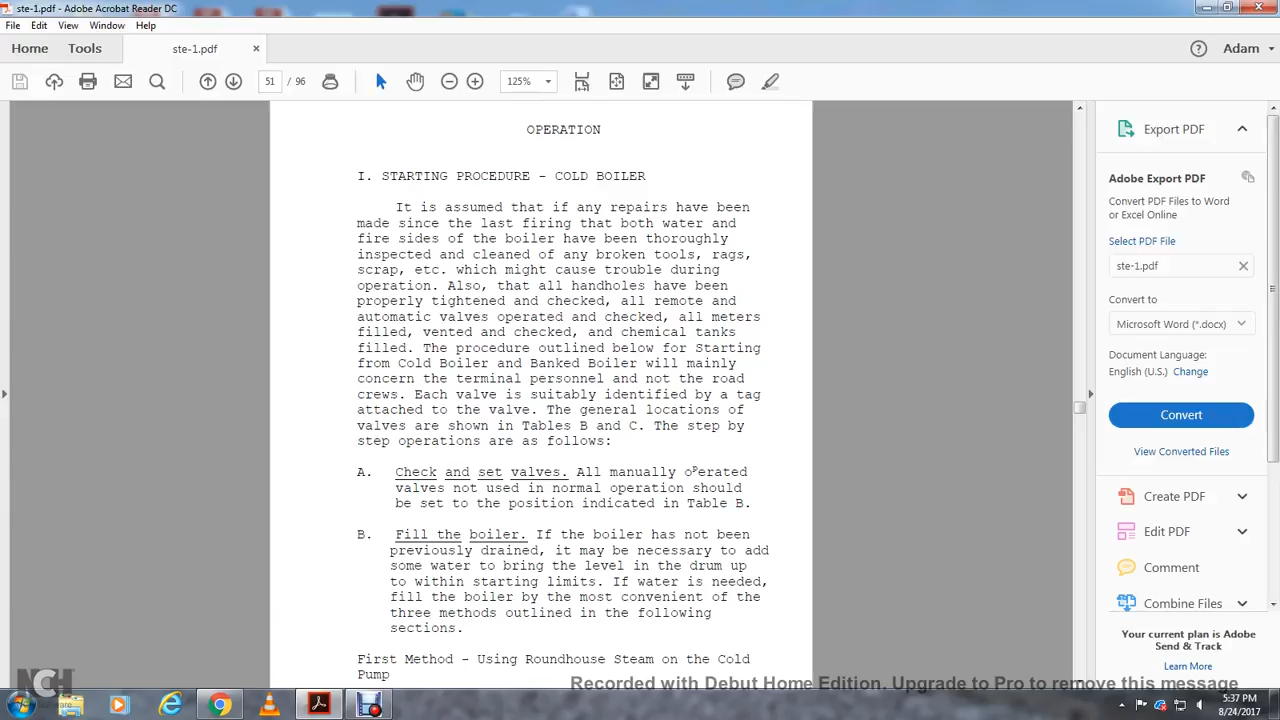 ste-1.pdf - Adobe Acrobat Reader DC
File Edit View Window Help
Home Tools ste-1.pdf × Adam
51 / 96 125%
OPERATION
I. STARTING PROCEDURE - COLD BOILER
It is assumed that if any repairs have been
made since the last firing that both water and
fire sides of the boiler have been thoroughly
inspected and cleaned of any broken tools, rags,
scrap, etc. which might cause trouble during
operation. Also, that all handholes have been
properly tightened and checked, all remote and
automatic valves operated and checked, all meters
filled, vented and checked, and chemical tanks
filled. The procedure outlined below for Starting
from Cold Boiler and Banked Boiler will mainly
concern the terminal personnel and not the road
crews. Each valve is suitably identified by a tag
attached to the valve. The general locations of
valves are shown in Tables B and C. The step by
step operations are as follows:
A. Check and set valves. All manually operated
valves not used in normal operation should
be set to the position indicated in Table B.
B. Fill the boiler. If the boiler has not been
previously drained, it may be necessary to add
some water to bring the level in the drum up
to within starting limits. If water is needed,
fill the boiler by the most convenient of the
three methods outlined in the following
sections.
First Method - Using Roundhouse Steam on the Cold
Pump
Export PDF
Adobe Export PDF
Convert PDF Files to Word
or Excel Online
Select PDF File
ste-1.pdf
Convert to
Microsoft Word (*.docx)
Document Language:
English (U.S.) Change
Convert
View Converted Files
Create PDF
Edit PDF
Comment
Combine Files
Your current plan is Adobe
Send & Track
Learn More
NCH
Recorded with Debut Home Edition. Upgrade to Pro to remove this message
5:37 PM
8/24/2017